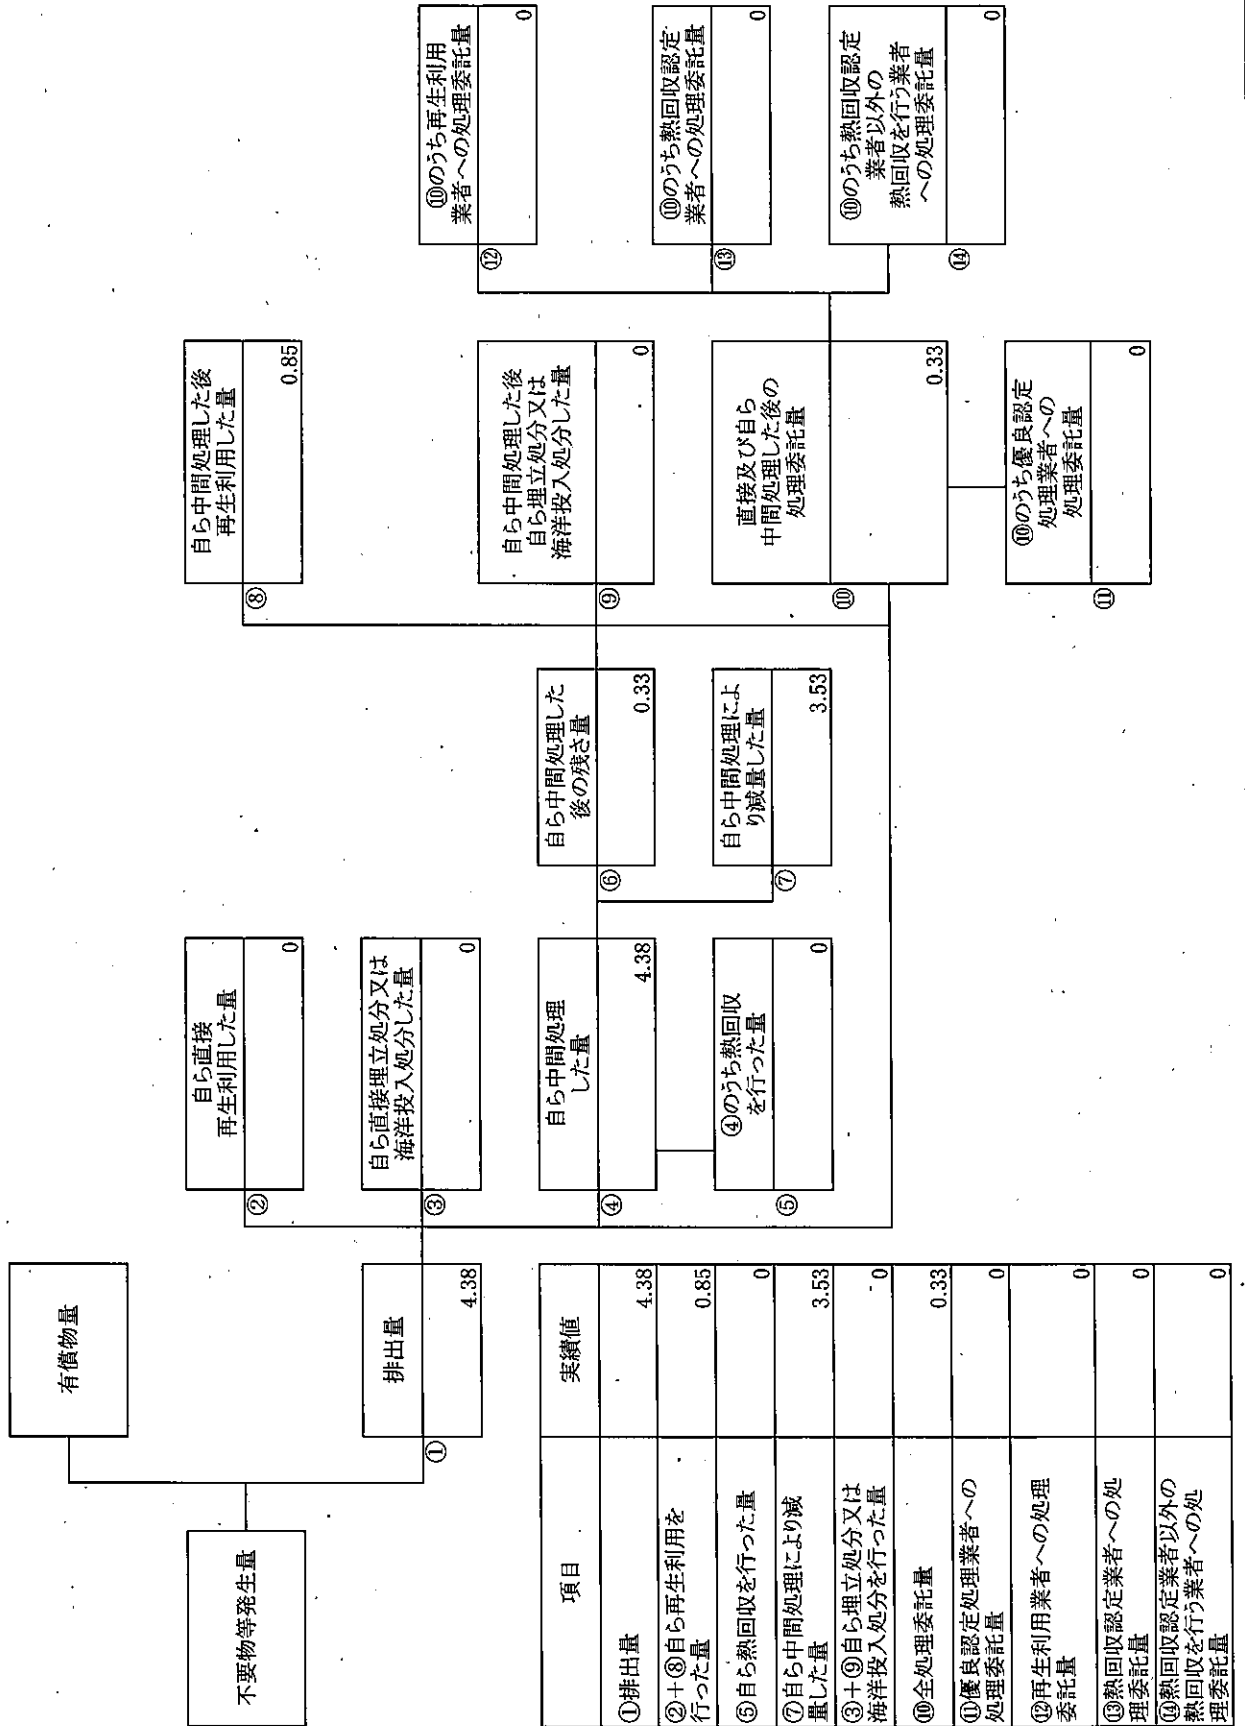 不要物等発生量
有償物量
①
排出量
4.38
②
自ら直接
再生利用した量
0
③
自ら直接埋立処分又は
海洋投入処分した量
0
④
自ら中間処理
した量
4.38
⑤
④のうち熱回収
を行った量
0
⑥
自ら中間処理した
後の残さ量
0.33
⑦
自ら中間処理によ
り減量した量
3.53
⑧
自ら中間処理した後
再生利用した量
0.85
⑨
自ら中間処理した後
自ら埋立処分又は
海洋投入処分した量
0
⑩
直接及び自ら
中間処理した後の
処理委託量
0.33
⑪
⑩のうち優良認定
処理業者への
処理委託量
0
⑫
⑩のうち再生利用
業者への処理委託量
0
⑬
⑩のうち熱回収認定
業者への処理委託量
0
⑭
⑩のうち熱回収認定
業者以外の
熱回収を行う業者
への処理委託量
0
項目 実績値
①排出量 4.38
②+⑧自ら再生利用を
行った量 0.85
⑤自ら熱回収を行った量 0
⑦自ら中間処理により減
量した量 3.53
③+⑨自ら埋立処分又は
海洋投入処分を行った量 0
⑩全処理委託量 0.33
⑪優良認定処理業者への
処理委託量 0
⑫再生利用業者への処理
委託量 0
⑬熱回収認定業者への処
理委託量 0
⑭熱回収認定業者以外の
熱回収を行う業者への処
理委託量 0